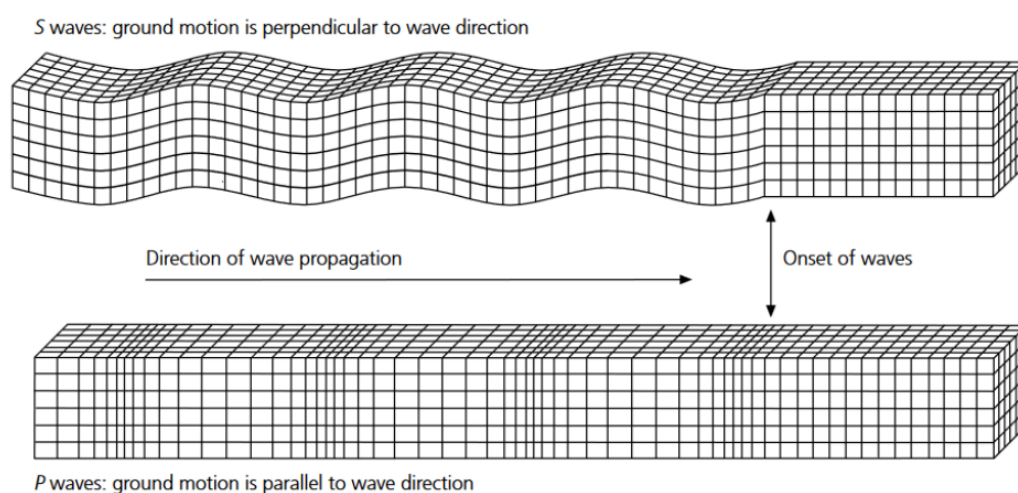 S waves: ground motion is perpendicular to wave direction
Direction of wave propagation
Onset of waves
P waves: ground motion is parallel to wave direction